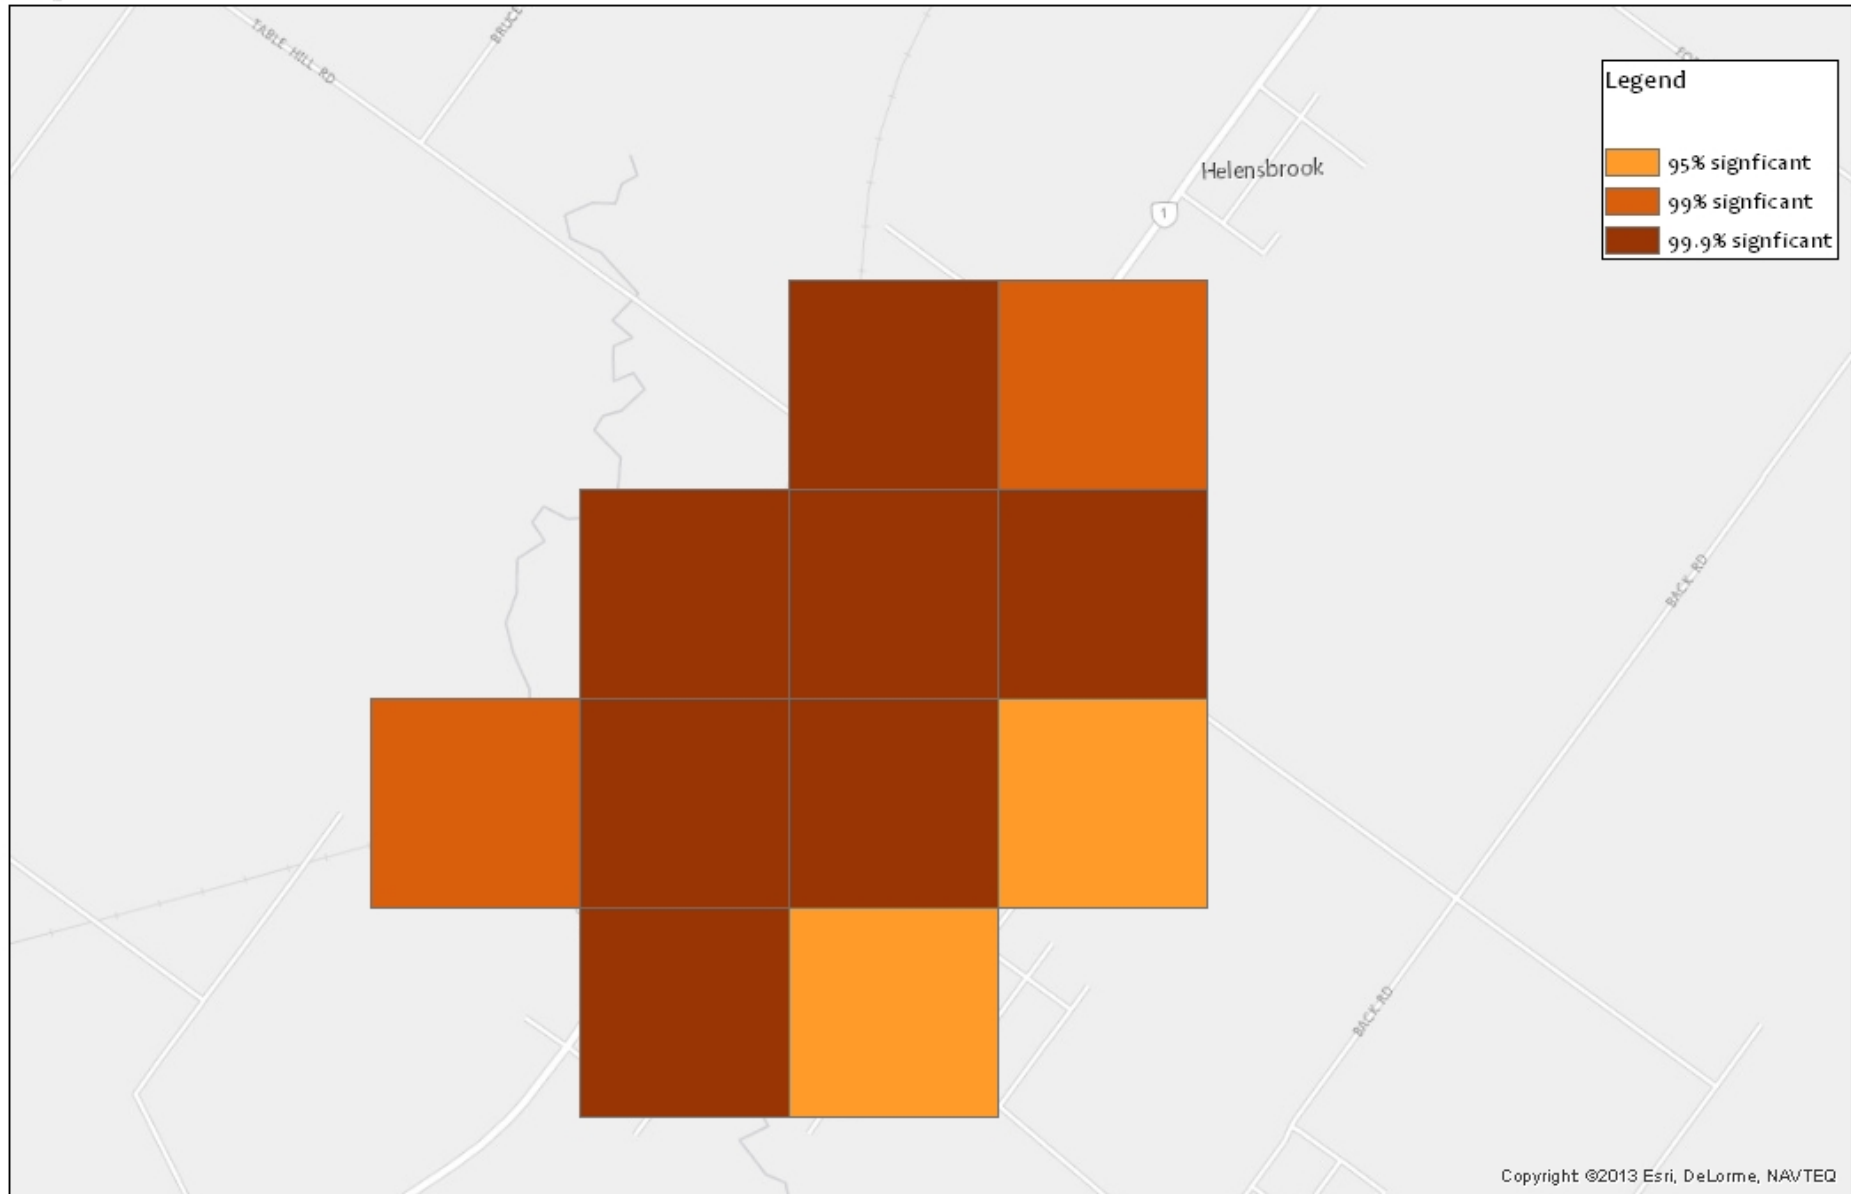 TABLE HILL RD
BRUCE
Legend
Helensbrook
95% signficant
99% signficant
1
99.9% signficant
BACK RD
BACK RD
Copyright ©2013 Esri, DeLorme, NAVTEQ